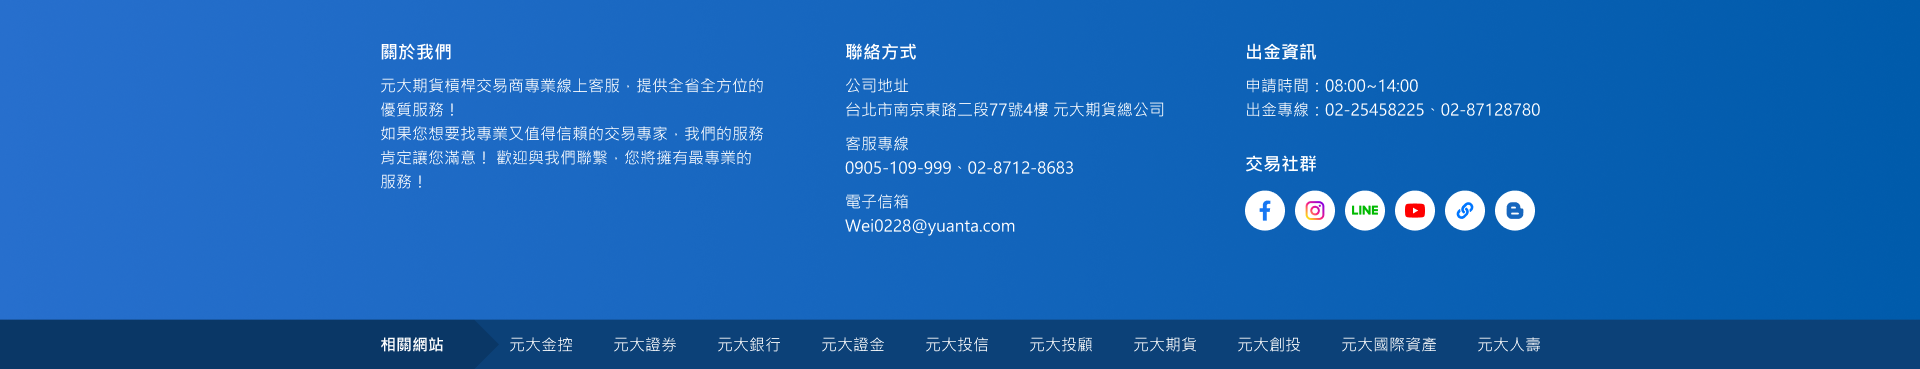 關於我們
元大期貨槓桿交易商專業線上客服，提供全省全方位的
優質服務！
如果您想要找專業又值得信賴的交易專家，我們的服務
肯定讓您滿意！ 歡迎與我們聯繫，您將擁有最專業的
服務！
聯絡方式
公司地址
台北市南京東路二段77號4樓 元大期貨總公司
客服專線
0905-109-999、02-8712-8683
電子信箱
Wei0228@yuanta.com
出金資訊
申請時間：08:00~14:00
出金專線：02-25458225、02-87128780
交易社群
LINE
相關網站 元大金控 元大證券 元大銀行 元大證金 元大投信 元大投顧 元大期貨 元大創投 元大國際資產 元大人壽